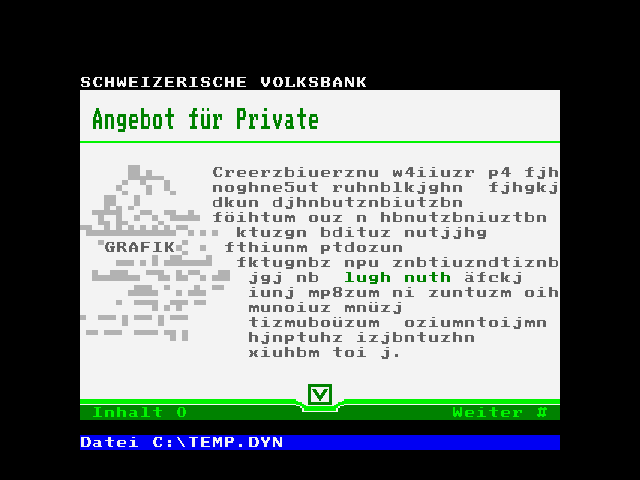 SCHWEIZERISCHE VOLKSBANK
Angebot für Private
Creerzbiuerznu w4iiuzr p4 fjh
noghne5ut ruhnblkjghn fjhgkj
dkun djhnbutznbiutzbn
föihtum ouz n hbnutzbniuztbn
ktuzgn bdituz nutjjhg
GRAFIK fthiunm ptdozun
fktugnbz npu znbtiuzndtiznb
jgj nb lugh nuth äfckj
iunj mp8zum ni zuntuzm oih
munoiuz mnüzj
tizmuboüzum oziumntoijmn
hjnptuhz izjbntuzhn
xiuhbm toi j.
V
Inhalt 0 Weiter #
Datei C:\TEMP.DYN